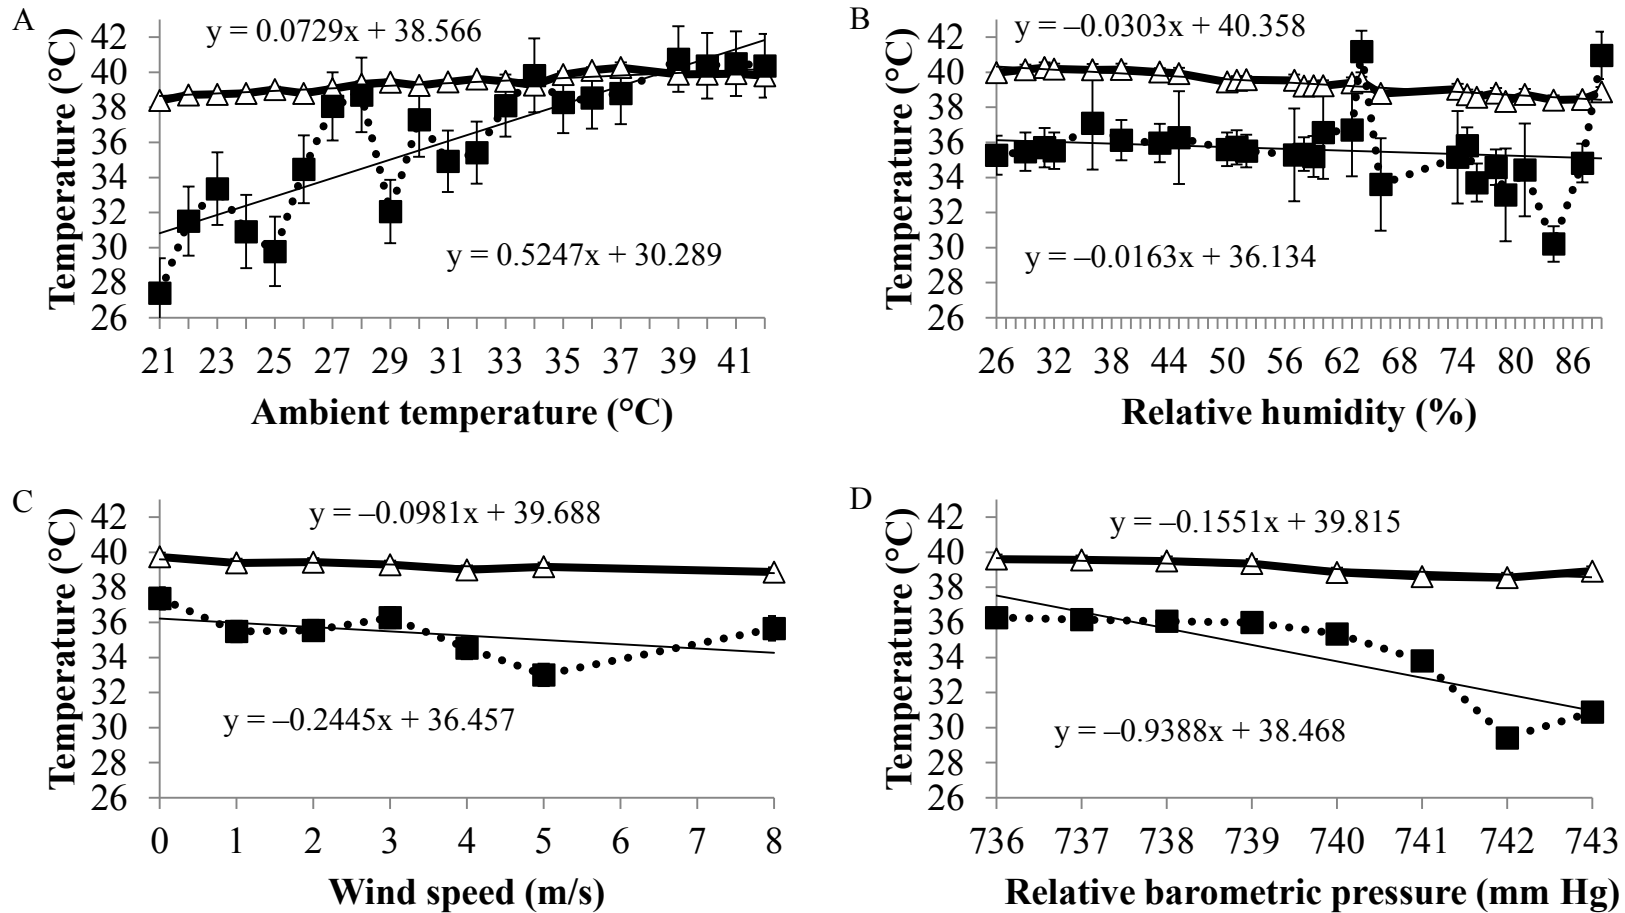 A
Temperature (°C)
42
40
38
36
34
32
30
28
26
y = 0.0729x + 38.566
y = 0.5247x + 30.289
21 23 25 27 29 31 33 35 37 39 41
Ambient temperature (°C)
B
Temperature (°C)
42
40
38
36
34
32
30
28
26
y = –0.0303x + 40.358
y = –0.0163x + 36.134
26 32 38 44 50 56 62 68 74 80 86
Relative humidity (%)
C
Temperature (°C)
42
40
38
36
34
32
30
28
26
y = –0.0981x + 39.688
y = –0.2445x + 36.457
0 1 2 3 4 5 6 7 8
Wind speed (m/s)
D
Temperature (°C)
42
40
38
36
34
32
30
28
26
y = –0.1551x + 39.815
y = –0.9388x + 38.468
736 737 738 739 740 741 742 743
Relative barometric pressure (mm Hg)